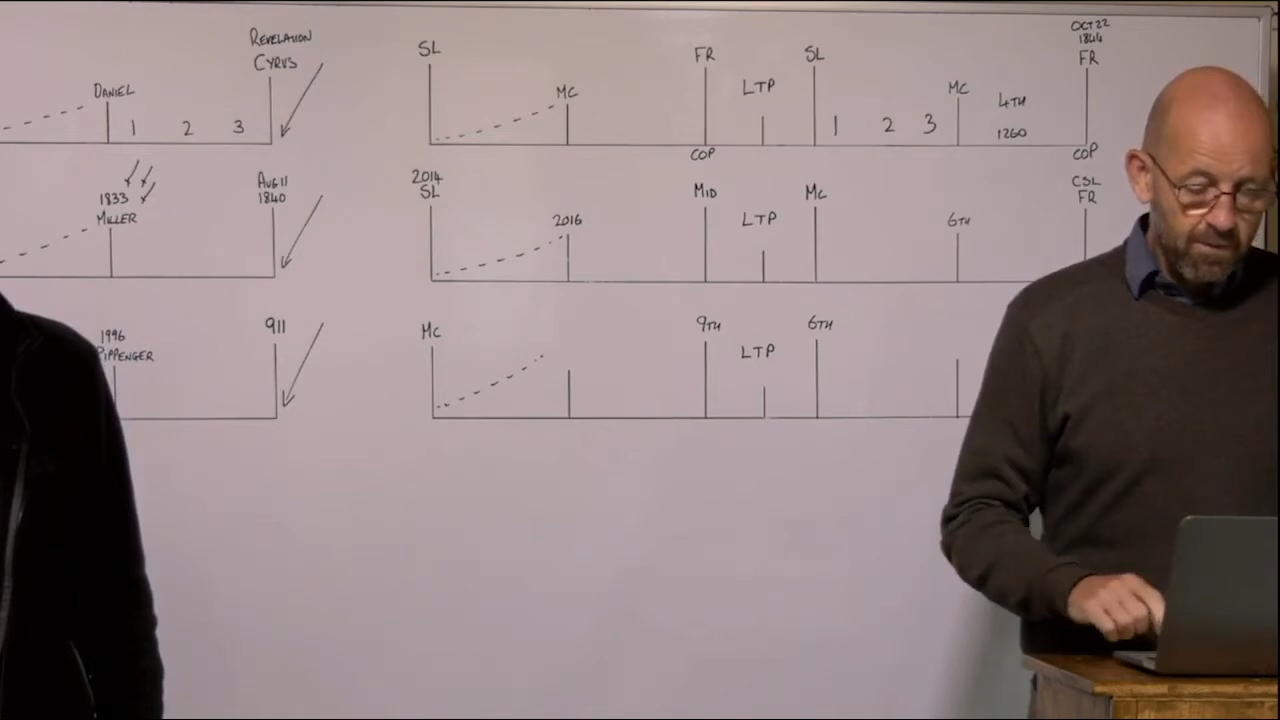 REVELATION
CYRUS
DANIEL
1 2 3
SL
MC
FR
COP
LTP
SL
1 2 3
MC
4TH
1260
OCT 22
1844
FR
COP
1833
MILLER
AUG 11
1840
2014
SL
2016
MID
LTP
MC
6TH
CSL
FR
1996
PIPPENGER
911
MC
9TH
LTP
6TH